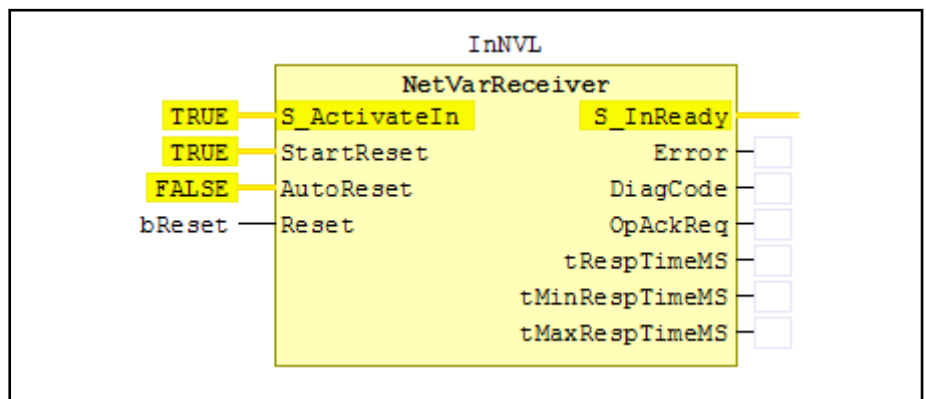 InNVL
NetVarReceiver
TRUE S_ActivateIn S_InReady
TRUE StartReset Error
FALSE AutoReset DiagCode
bReset Reset OpAckReq
tRespTimeMS
tMinRespTimeMS
tMaxRespTimeMS